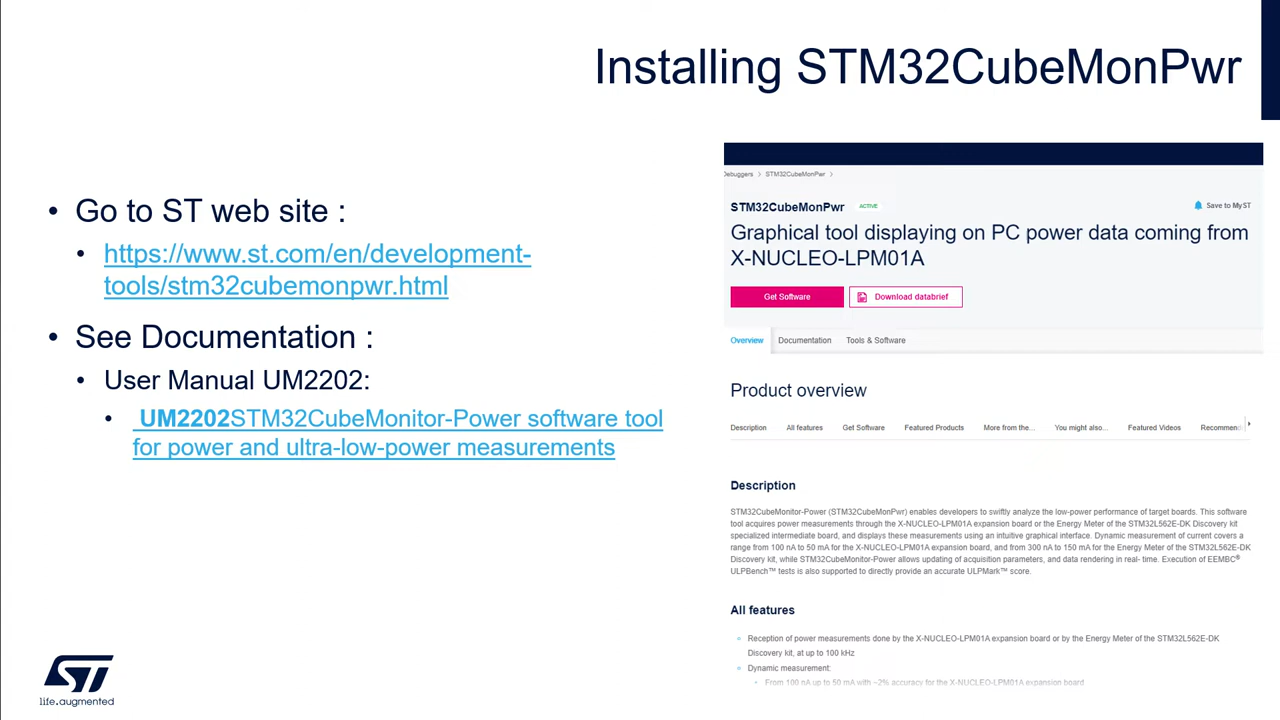 Installing STM32CubeMonPwr
• Go to ST web site :
• https://www.st.com/en/development-
tools/stm32cubemonpwr.html
• See Documentation :
• User Manual UM2202:
• UM2202STM32CubeMonitor-Power software tool
for power and ultra-low-power measurements
Debuggers > STM32CubeMonPwr >
STM32CubeMonPwr ACTIVE Save to MyST
Graphical tool displaying on PC power data coming from
X-NUCLEO-LPM01A
Get Software Download databrief
Overview Documentation Tools & Software
Product overview
Description All features Get Software Featured Products More from the... You might also... Featured Videos Recommend
Description
STM32CubeMonitor-Power (STM32CubeMonPwr) enables developers to swiftly analyze the low-power performance of target boards. This software
tool acquires power measurements through the X-NUCLEO-LPM01A expansion board or the Energy Meter of the STM32L562E-DK Discovery kit
specialized intermediate board, and displays these measurements using an intuitive graphical interface. Dynamic measurement of current covers a
range from 100 nA to 50 mA for the X-NUCLEO-LPM01A expansion board, and from 300 nA to 150 mA for the Energy Meter of the STM32L562E-DK
Discovery kit, while STM32CubeMonitor-Power allows updating of acquisition parameters, and data rendering in real- time. Execution of EEMBC®
ULPBench™ tests is also supported to directly provide an accurate ULPMark™ score.
All features
Reception of power measurements done by the X-NUCLEO-LPM01A expansion board or by the Energy Meter of the STM32L562E-DK
Discovery kit, at up to 100 kHz
Dynamic measurement:
From 100 nA up to 50 mA with ~2% accuracy for the X-NUCLEO-LPM01A expansion board
ST
life.augmented